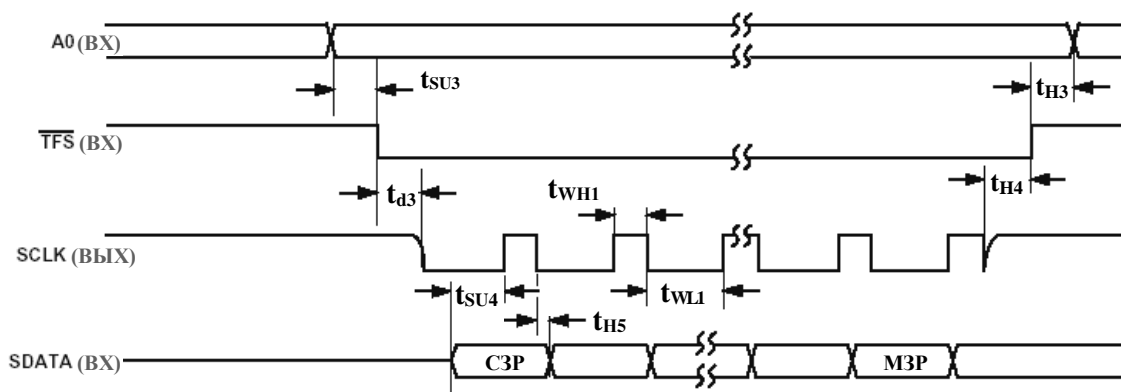 A0 (ВХ)
tSU3
tH3
TFS (ВХ)
td3
tWH1
tH4
SCLK (ВЫХ)
tSU4
tWL1
tH5
SDATA (ВХ)
СЗР
МЗР